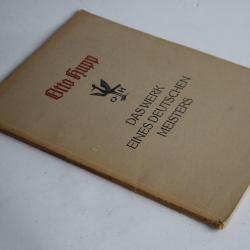 Otto Hupp
O H
DAS WERK
EINES DEUTSCHEN
MEISTERS